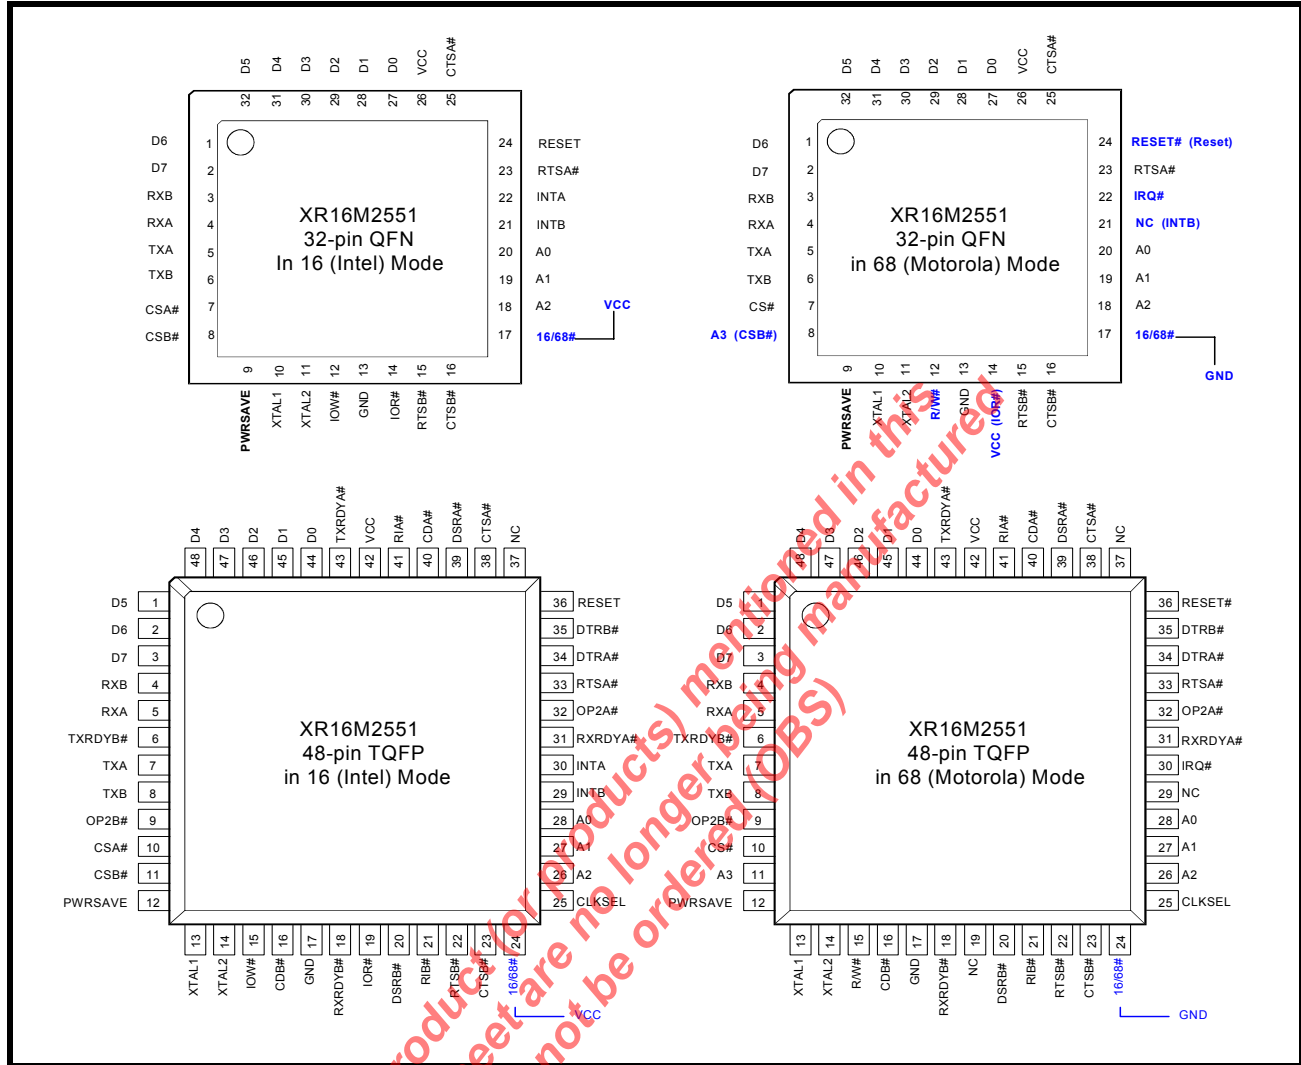 D5 D4 D3 D2 D1 D0 VCC CTSA#
32 31 30 29 28 27 26 25
D6 1 24 RESET
D7 2 23 RTSA#
RXB 3 22 INTA
RXA 4 21 INTB
TXA 5 20 A0
TXB 6 19 A1
CSA# 7 18 A2 VCC
CSB# 8 17 16/68#
XR16M2551
32-pin QFN
In 16 (Intel) Mode
9 10 11 12 13 14 15 16
PWRSAVE XTAL1 XTAL2 IOW# GND IOR# RTSB# CTSB#
D5 D4 D3 D2 D1 D0 VCC CTSA#
32 31 30 29 28 27 26 25
D6 1 24 RESET# (Reset)
D7 2 23 RTSA#
RXB 3 22 IRQ#
RXA 4 21 NC (INTB)
TXA 5 20 A0
TXB 6 19 A1
CS# 7 18 A2
A3 (CSB#) 8 17 16/68#
GND
XR16M2551
32-pin QFN
in 68 (Motorola) Mode
9 10 11 12 13 14 15 16
PWRSAVE XTAL1 XTAL2 R/W# GND VCC (IOR#) RTSB# CTSB#
D4 D3 D2 D1 D0 TXRDYA# VCC RIA# CDA# DSRA# CTSA# NC
48 47 46 45 44 43 42 41 40 39 38 37
D5 1 36 RESET
D6 2 35 DTRB#
D7 3 34 DTRA#
RXB 4 33 RTSA#
RXA 5 32 OP2A#
TXRDYB# 6 31 RXRDYA#
TXA 7 30 INTA
TXB 8 29 INTB
OP2B# 9 28 A0
CSA# 10 27 A1
CSB# 11 26 A2
PWRSAVE 12 25 CLKSEL
XR16M2551
48-pin TQFP
in 16 (Intel) Mode
13 14 15 16 17 18 19 20 21 22 23 24
XTAL1 XTAL2 IOW# CDB# GND RXRDYB# IOR# DSRB# RIB# RTSB# CTSB# 16/68#
VCC
D4 D3 D2 D1 D0 TXRDYA# VCC RIA# CDA# DSRA# CTSA# NC
48 47 46 45 44 43 42 41 40 39 38 37
D5 1 36 RESET#
D6 2 35 DTRB#
D7 3 34 DTRA#
RXB 4 33 RTSA#
RXA 5 32 OP2A#
TXRDYB# 6 31 RXRDYA#
TXA 7 30 IRQ#
TXB 8 29 NC
OP2B# 9 28 A0
CS# 10 27 A1
A3 11 26 A2
PWRSAVE 12 25 CLKSEL
XR16M2551
48-pin TQFP
in 68 (Motorola) Mode
13 14 15 16 17 18 19 20 21 22 23 24
XTAL1 XTAL2 R/W# CDB# GND RXRDYB# NC DSRB# RIB# RTSB# CTSB# 16/68#
GND
product (or products) mentioned in this
are no longer being manufactured
not be ordered (OBS)